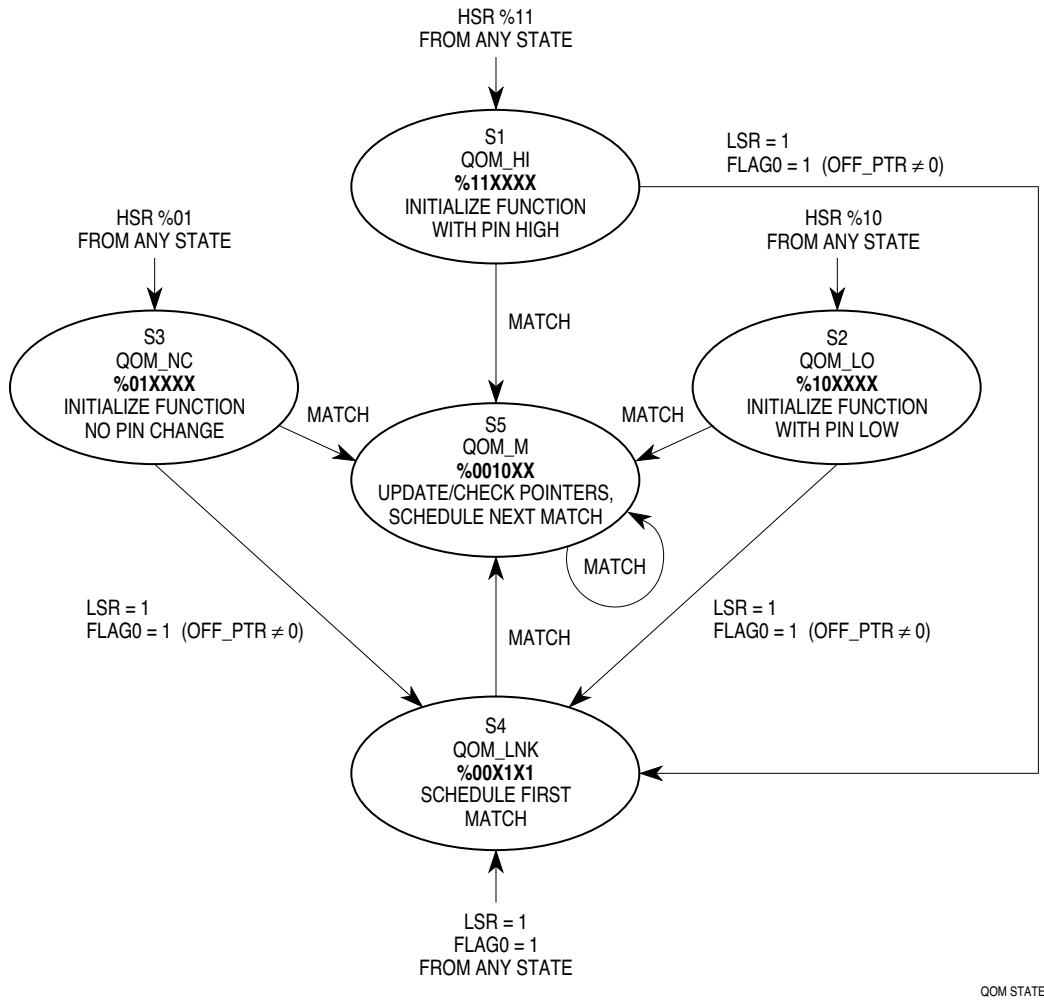 HSR %11
FROM ANY STATE
S1
QOM_HI
%11XXXX
INITIALIZE FUNCTION
WITH PIN HIGH
LSR = 1
FLAG0 = 1 (OFF_PTR ≠ 0)
HSR %01
FROM ANY STATE
HSR %10
FROM ANY STATE
MATCH
S3
QOM_NC
%01XXXX
INITIALIZE FUNCTION
NO PIN CHANGE
S2
QOM_LO
%10XXXX
INITIALIZE FUNCTION
WITH PIN LOW
MATCH
MATCH
S5
QOM_M
%0010XX
UPDATE/CHECK POINTERS,
SCHEDULE NEXT MATCH
MATCH
LSR = 1
FLAG0 = 1 (OFF_PTR ≠ 0)
MATCH
LSR = 1
FLAG0 = 1 (OFF_PTR ≠ 0)
S4
QOM_LNK
%00X1X1
SCHEDULE FIRST
MATCH
LSR = 1
FLAG0 = 1
FROM ANY STATE
QOM STATE